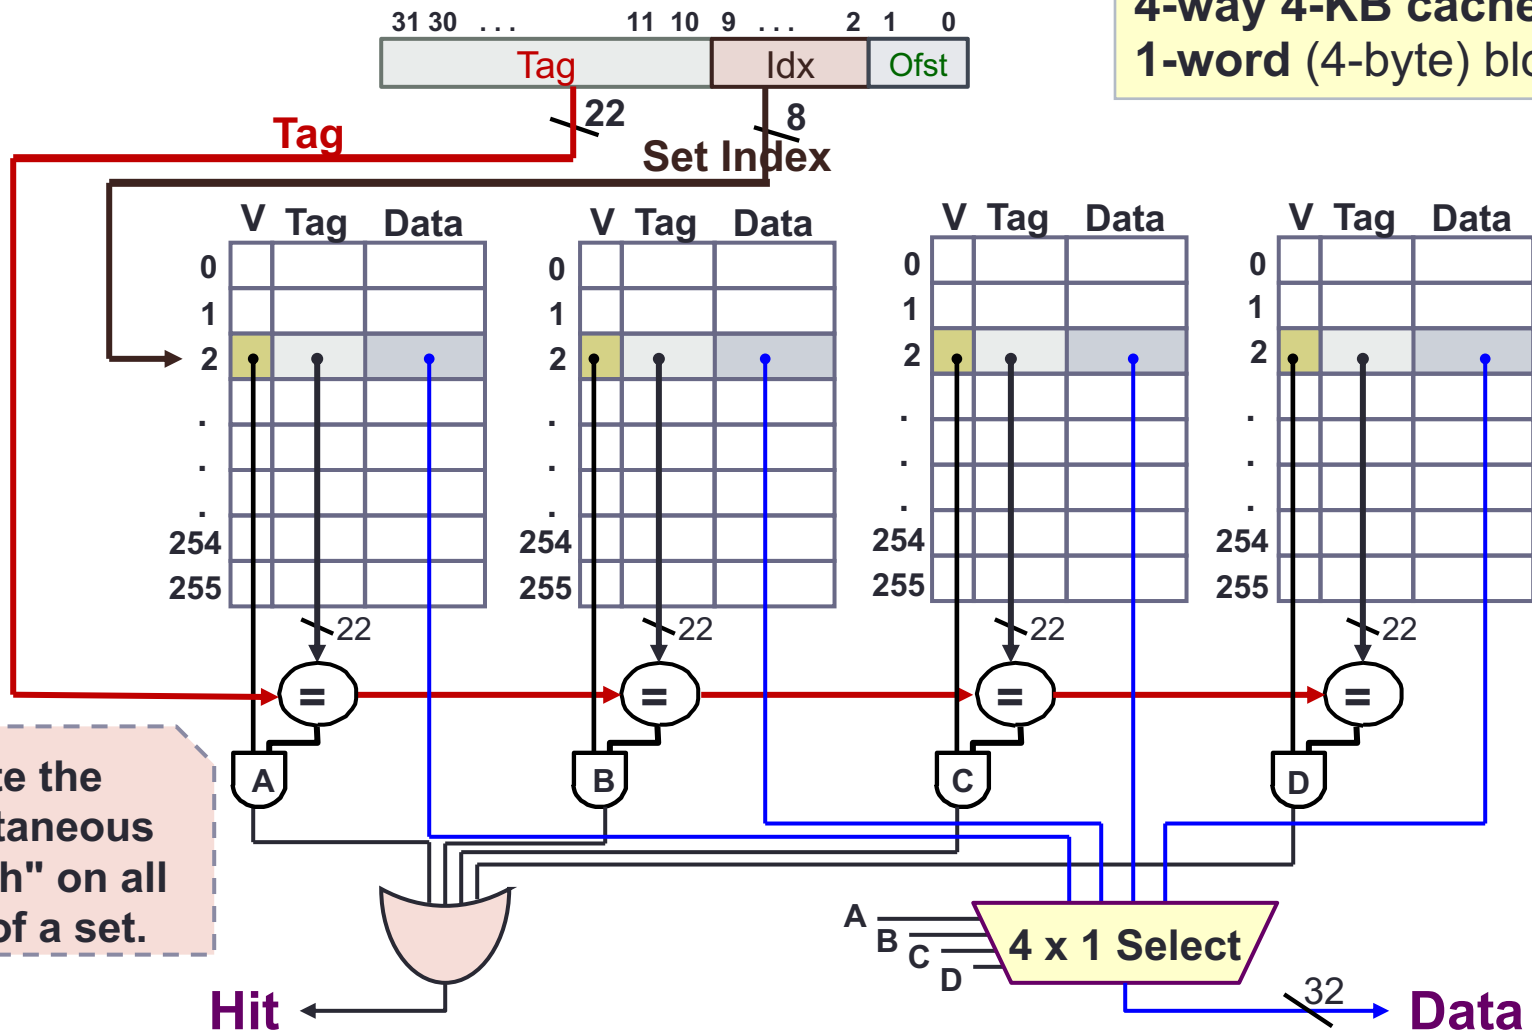 31 30 ... 11 10 9 ... 2 1 0
4-way 4-KB cache
1-word (4-byte)
Tag Idx Ofst
22 8
Tag
Set Index
V Tag Data V Tag Data V Tag Data V Tag Data
0 0 0 0
1 1 1 1
2 2 2 2
. . . .
. . . .
. . . .
254 254 254 254
255 255 255 255
22 22 22 22
= = = =
A B C D
the
"on all
of a set.
A
B
C
D
4 x 1 Select
Hit
32
Data